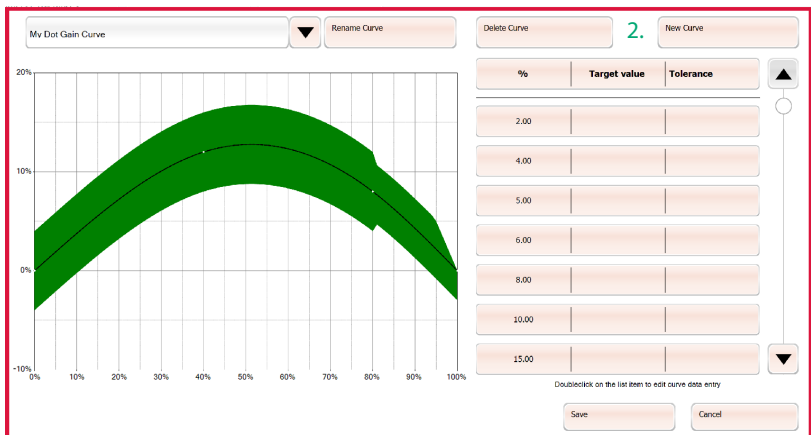 My Dot Gain Curve
Rename Curve
Delete Curve
2.
New Curve
20%
10%
0%
-10%
0% 10% 20% 30% 40% 50% 60% 70% 80% 90% 100%
% Target value Tolerance
2.00
4.00
5.00
6.00
8.00
10.00
15.00
Doubleclick on the list item to edit curve data entry
Save
Cancel